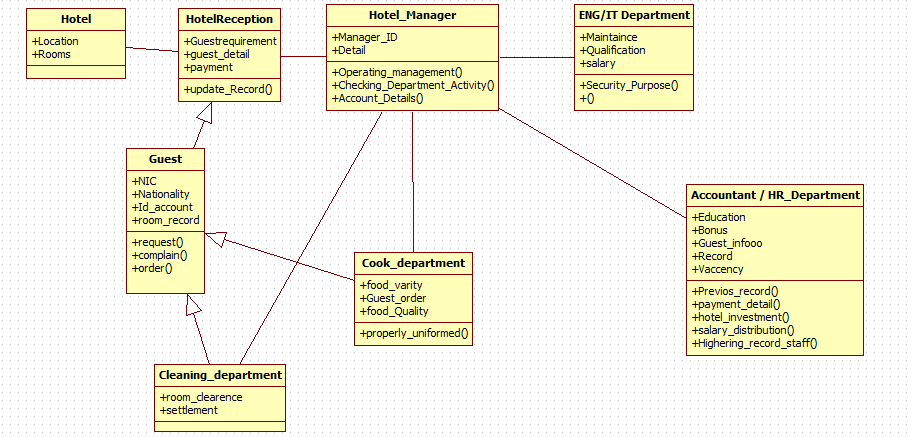 Hotel
+Location
+Rooms
HotelReception
+Guestrequirement
+guest_detail
+payment
+update_Record()
Hotel_Manager
+Manager_ID
+Detail
+Operating_management()
+Checking_Department_Activity()
+Account_Details()
ENG/IT Department
+Maintaince
+Qualification
+salary
+Security_Purpose()
+()
Guest
+NIC
+Nationality
+Id_account
+room_record
+request()
+complain()
+order()
Accountant / HR_Department
+Education
+Bonus
+Guest_infooo
+Record
+Vaccency
+Previos_record()
+payment_detail()
+hotel_investment()
+salary_distribution()
+Highering_record_staff()
Cook_department
+food_varity
+Guest_order
+food_Quality
+properly_uniformed()
Cleaning_department
+room_clearence
+settlement